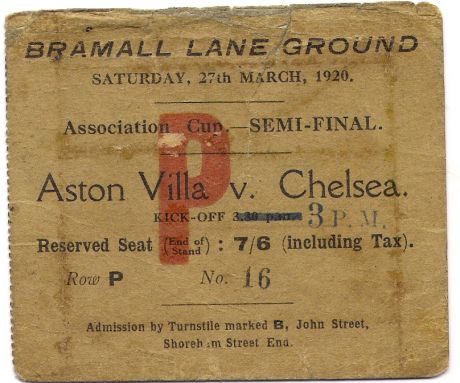 BRAMALL LANE GROUND
SATURDAY, 27th MARCH, 1920.
Association Cup.—SEMI-FINAL.
P
Aston Villa v. Chelsea.
KICK-OFF 3.30 p.m. 3 P.M.
Reserved Seat (End of Stand) : 7/6 (including Tax).
Row P No. 16
Admission by Turnstile marked B, John Street,
Shoreham Street End.